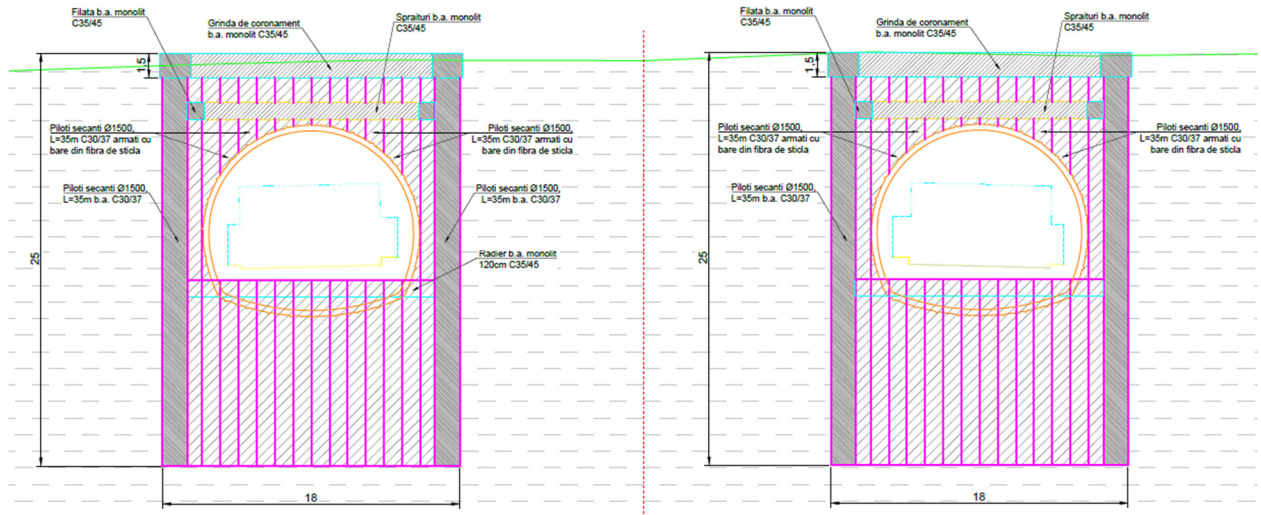 Filata b.a. monolit
C35/45
Grinda de coronament
b.a. monolit C35/45
Spraituri b.a. monolit
C35/45
1,5
Piloti secanti Ø1500,
L=35m C30/37 armati cu
bare din fibra de sticla
Piloti secanti Ø1500,
L=35m C30/37 armati cu
bare din fibra de sticla
Piloti secanti Ø1500,
L=35m b.a. C30/37
Piloti secanti Ø1500,
L=35m b.a. C30/37
Radier b.a. monolit
120cm C35/45
25
18
Filata b.a. monolit
C35/45
Grinda de coronament
b.a. monolit C35/45
Spraituri b.a. monolit
C35/45
1,5
Piloti secanti Ø1500,
L=35m C30/37 armati cu
bare din fibra de sticla
Piloti secanti Ø1500,
L=35m C30/37 armati cu
bare din fibra de sticla
Piloti secanti Ø1500,
L=35m b.a. C30/37
25
18